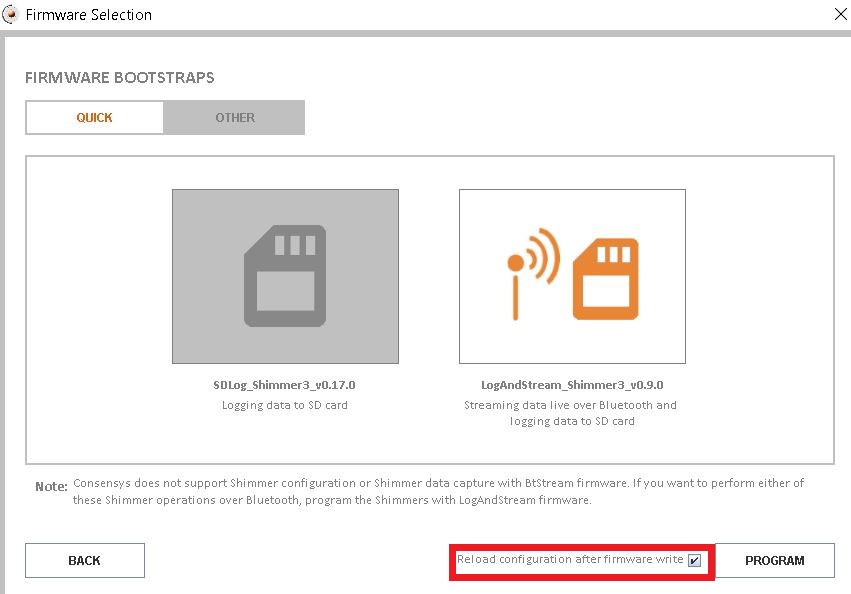 Firmware Selection
FIRMWARE BOOTSTRAPS
QUICK
OTHER
SDLog_Shimmer3_v0.17.0
Logging data to SD card
LogAndStream_Shimmer3_v0.9.0
Streaming data live over Bluetooth and
logging data to SD card
Note: Consensys does not support Shimmer configuration or Shimmer data capture with BtStream firmware. If you want to perform either of
these Shimmer operations over Bluetooth, program the Shimmers with LogAndStream firmware.
BACK
Reload configuration after firmware write
PROGRAM